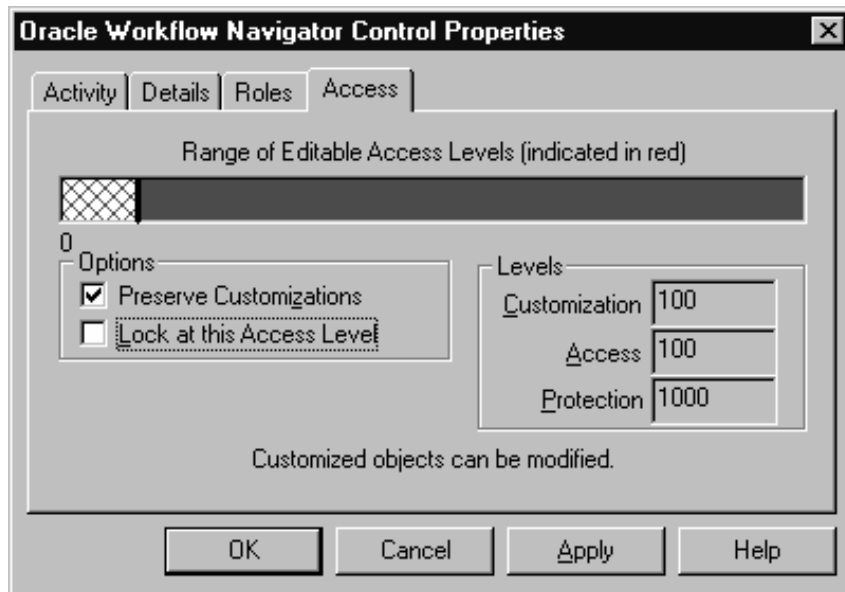 Oracle Workflow Navigator Control Properties
Activity Details Roles Access
Range of Editable Access Levels (indicated in red)
0
Options
Preserve Customizations
Lock at this Access Level
Levels
Customization 100
Access 100
Protection 1000
Customized objects can be modified.
OK Cancel Apply Help